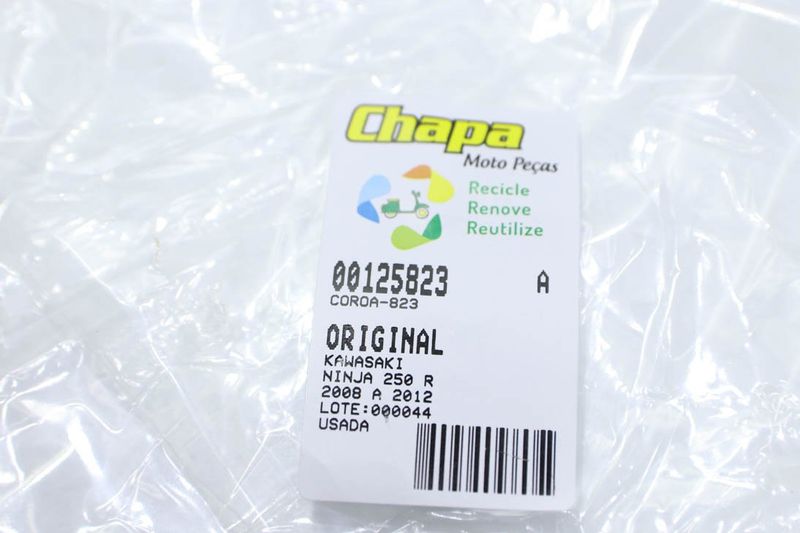 Chapa
Moto Peças
Recicle
Renove
Reutilize
00125823 A
COROA-823
ORIGINAL
KAWASAKI
NINJA 250 R
2008 A 2012
LOTE:000044
USADA